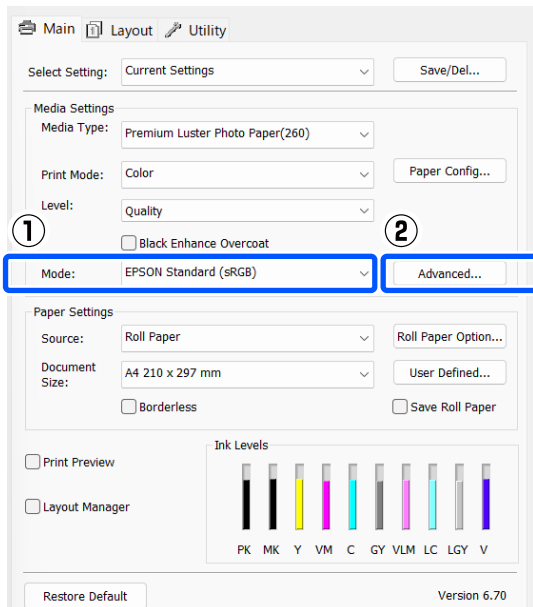 Main Layout Utility
Select Setting: Current Settings Save/Del...
Media Settings
Media Type: Premium Luster Photo Paper(260)
Print Mode: Color Paper Config...
Level: Quality
① ②
Black Enhance Overcoat
Mode: EPSON Standard (sRGB) Advanced...
Paper Settings
Source: Roll Paper Roll Paper Option...
Document
Size: A4 210 x 297 mm User Defined...
Borderless Save Roll Paper
Ink Levels
Print Preview
Layout Manager
PK MK Y VM C GY VLM LC LGY V
Restore Default Version 6.70